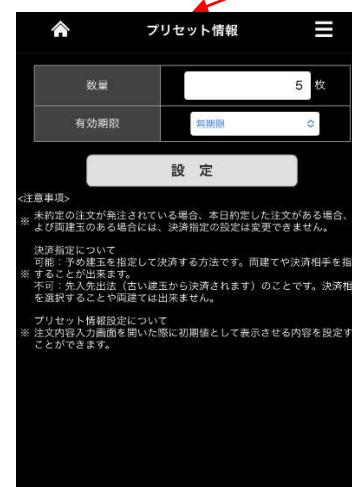 プリセット情報
数量 5 枚
有効期限 無期限
設 定
<注意事項>
※ 未約定の注文が発注されている場合、本日約定した注文がある場合、
よび両建玉のある場合には、決済指定の設定は変更できません。
決済指定について
可能：予め建玉を指定して決済する方法です。両建てや決済相手を指
※ することが出来ます。
不可：先入先出法（古い建玉から決済されます）のことです。決済相
を選択することや両建ては出来ません。
プリセット情報設定について
※ 注文内容入力画面を開いた際に初期値として表示させる内容を設定す
ことができます。